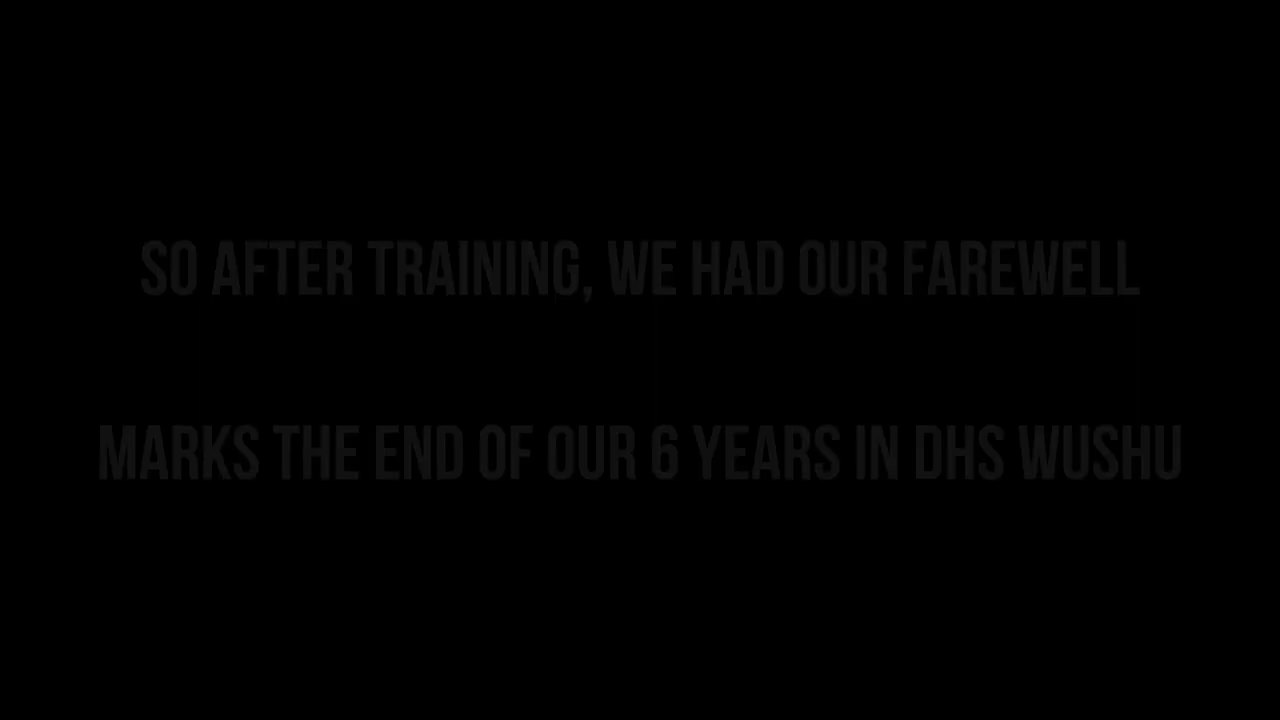 SO AFTER TRAINING, WE HAD OUR FAREWELL
MARKS THE END OF OUR 6 YEARS IN DHS WUSHU